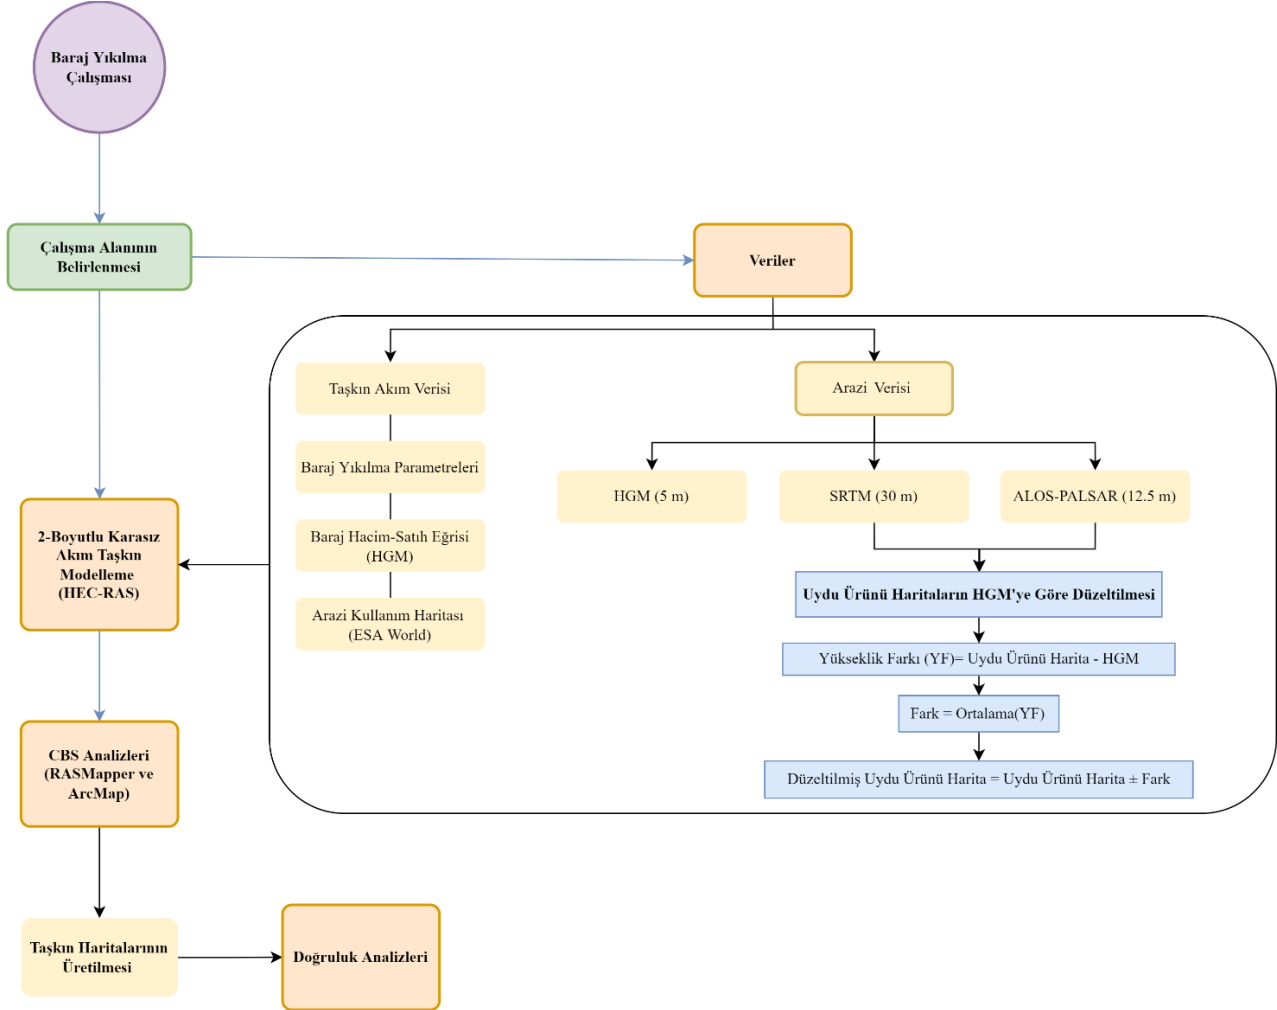 Baraj Yıkılma
Çalışması
Çalışma Alanının
Belirlenmesi
Veriler
Taşkın Akım Verisi
Arazi Verisi
Baraj Yıkılma Parametreleri
HGM (5 m)
SRTM (30 m)
ALOS-PALSAR (12.5 m)
Baraj Hacim-Satıh Eğrisi
(HGM)
2-Boyutlu Karasız
Akım Taşkın
Modelleme
(HEC-RAS)
Uydu Ürünü Haritaların HGM'ye Göre Düzeltilmesi
Arazi Kullanım Haritası
(ESA World)
Yükseklik Farkı (YF)= Uydu Ürünü Harita - HGM
Fark = Ortalama(YF)
Düzeltilmiş Uydu Ürünü Harita = Uydu Ürünü Harita ± Fark
CBS Analizleri
(RASMapper ve
ArcMap)
Taşkın Haritalarının
Üretilmesi
Doğruluk Analizleri